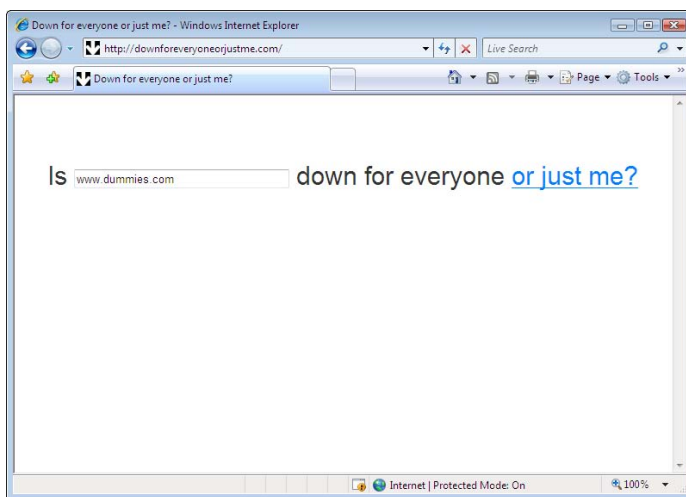 Down for everyone or just me? - Windows Internet Explorer
http://downforeveryoneorjustme.com/
Live Search
Down for everyone or just me?
Page
Tools
»
Is www.dummies.com down for everyone or just me?
Internet | Protected Mode: On
100%